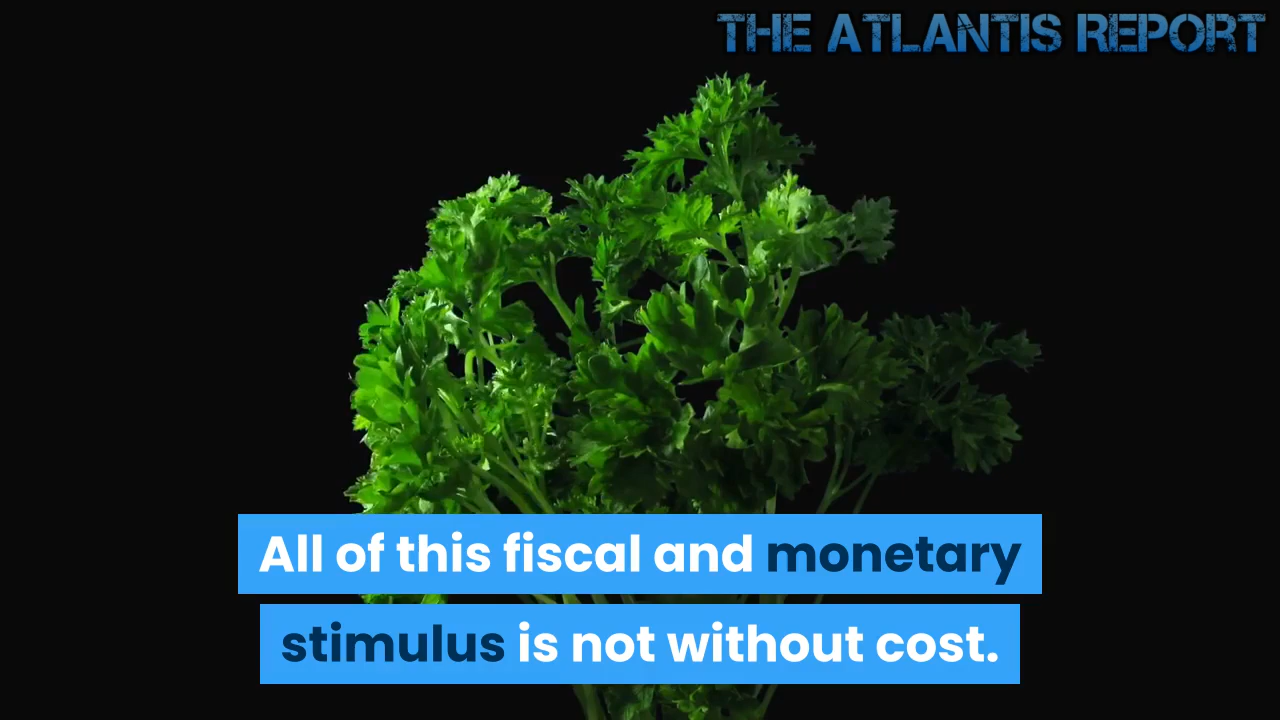 THE ATLANTIS REPORT
All of this fiscal and monetary
stimulus is not without cost.